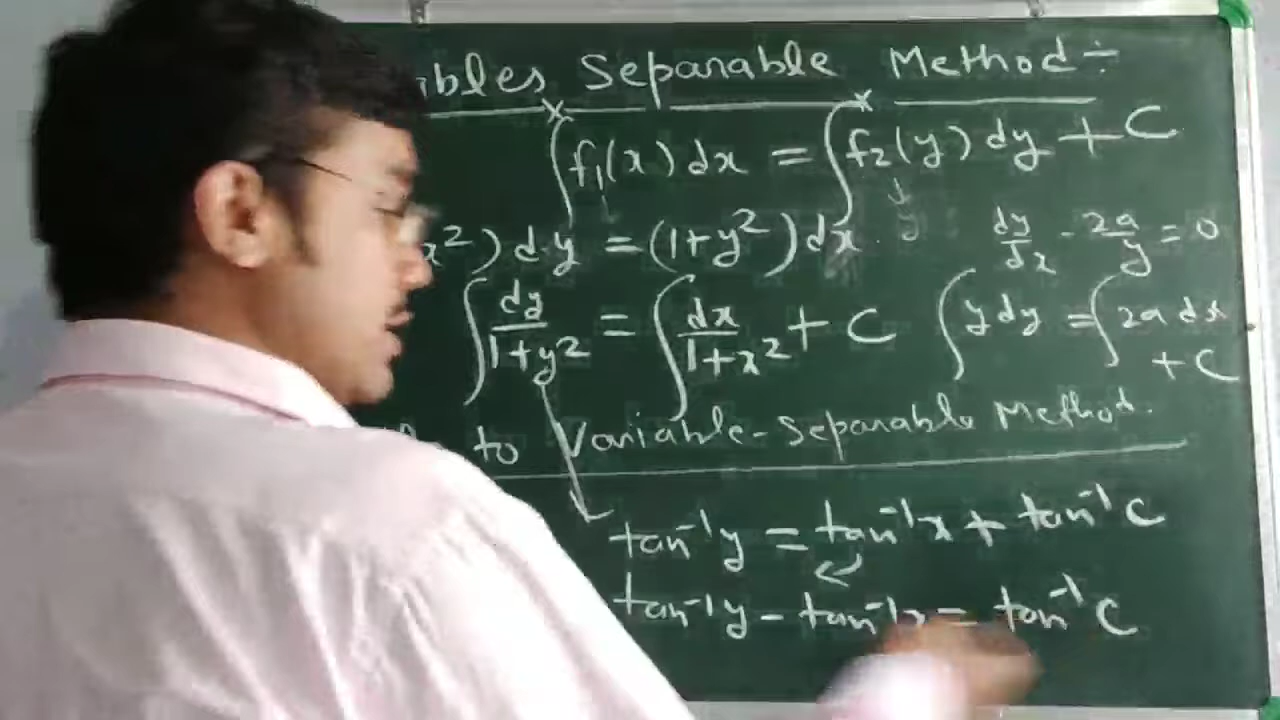 Separable Method :-
∫f₁(x) dx = ∫f₂(y) dy + C
x²) dy = (1+y²) dx
dy/dx - 2a/y = 0
∫ dy/1+y² = ∫ dx/1+x² + C
∫ y dy = ∫ 2a dx + C
to Variable-Separable Method.
tan⁻¹y = tan⁻¹x + tan⁻¹C
tan⁻¹y - tan⁻¹x = tan⁻¹C